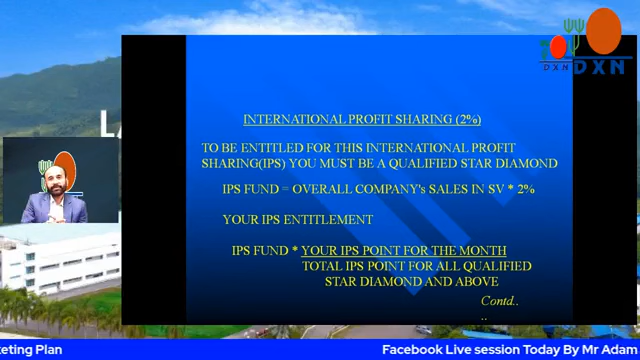 DXN
DXN
LA
INTERNATIONAL PROFIT SHARING (2%)
TO BE ENTITLED FOR THIS INTERNATIONAL PROFIT
SHARING(IPS) YOU MUST BE A QUALIFIED STAR DIAMOND
IPS FUND = OVERALL COMPANY's SALES IN SV * 2%
YOUR IPS ENTITLEMENT
IPS FUND * YOUR IPS POINT FOR THE MONTH
TOTAL IPS POINT FOR ALL QUALIFIED
STAR DIAMOND AND ABOVE
Contd..
..
DXN
keting Plan
Facebook Live session Today By Mr Adam